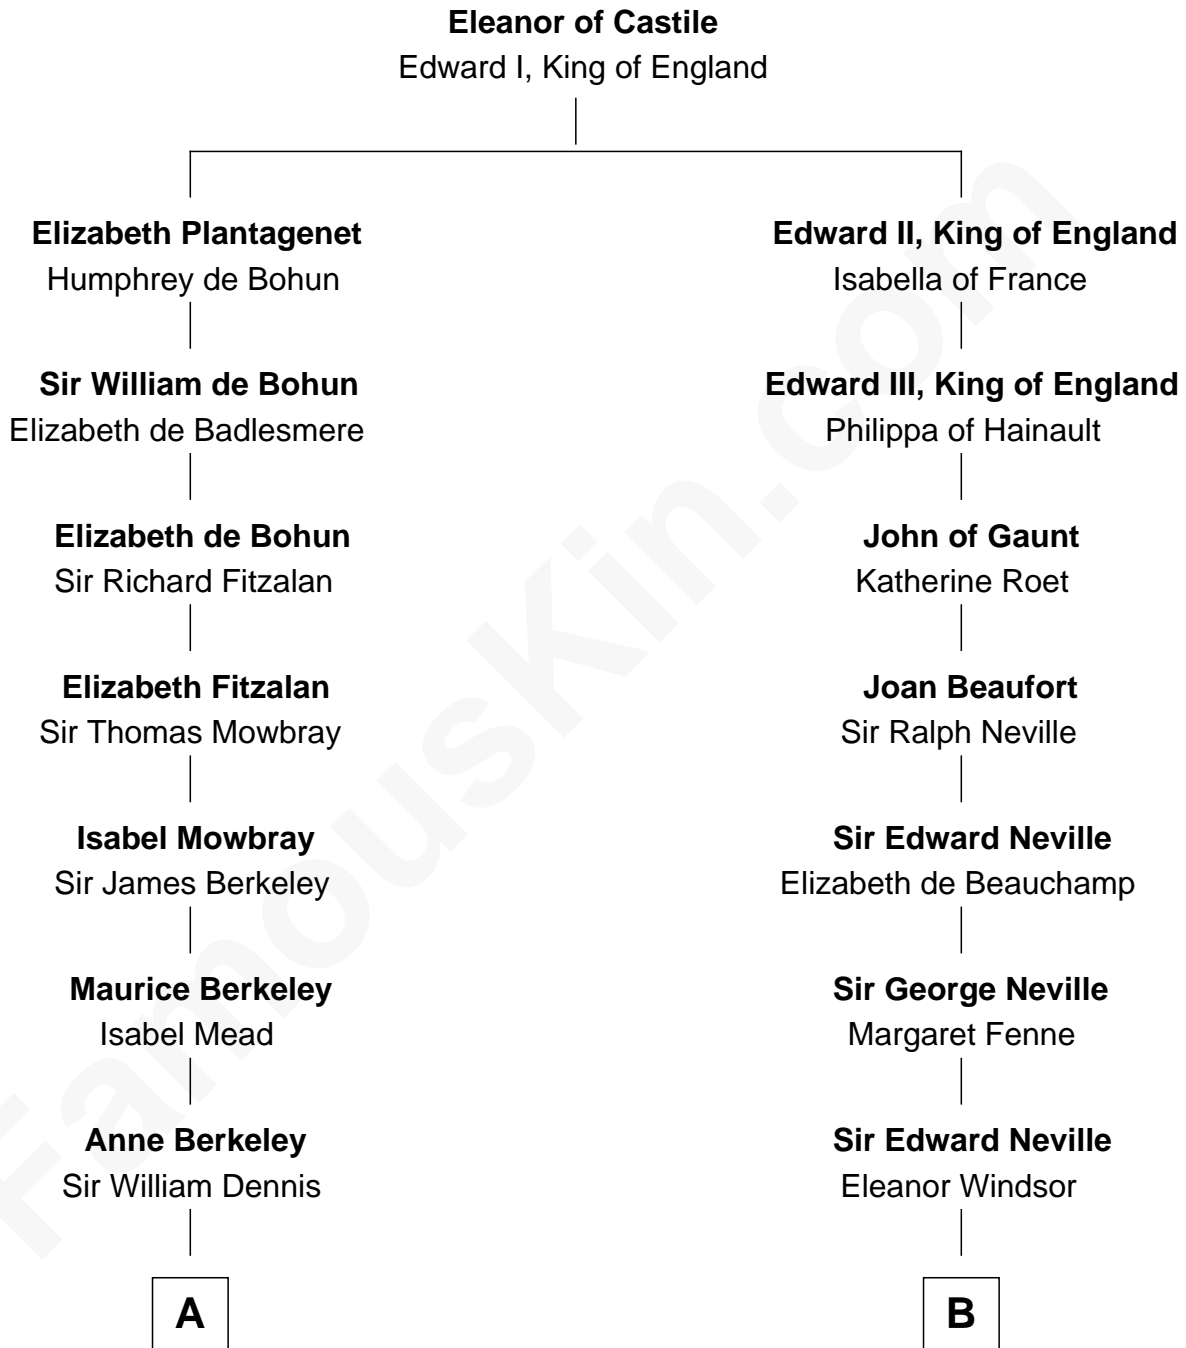 Eleanor of Castile
Edward I, King of England
Elizabeth Plantagenet
Humphrey de Bohun
Sir William de Bohun
Elizabeth de Badlesmere
Elizabeth de Bohun
Sir Richard Fitzalan
Elizabeth Fitzalan
Sir Thomas Mowbray
Isabel Mowbray
Sir James Berkeley
Maurice Berkeley
Isabel Mead
Anne Berkeley
Sir William Dennis
A
Edward II, King of England
Isabella of France
Edward III, King of England
Philippa of Hainault
John of Gaunt
Katherine Roet
Joan Beaufort
Sir Ralph Neville
Sir Edward Neville
Elizabeth de Beauchamp
Sir George Neville
Margaret Fenne
Sir Edward Neville
Eleanor Windsor
B
FamousKin.com